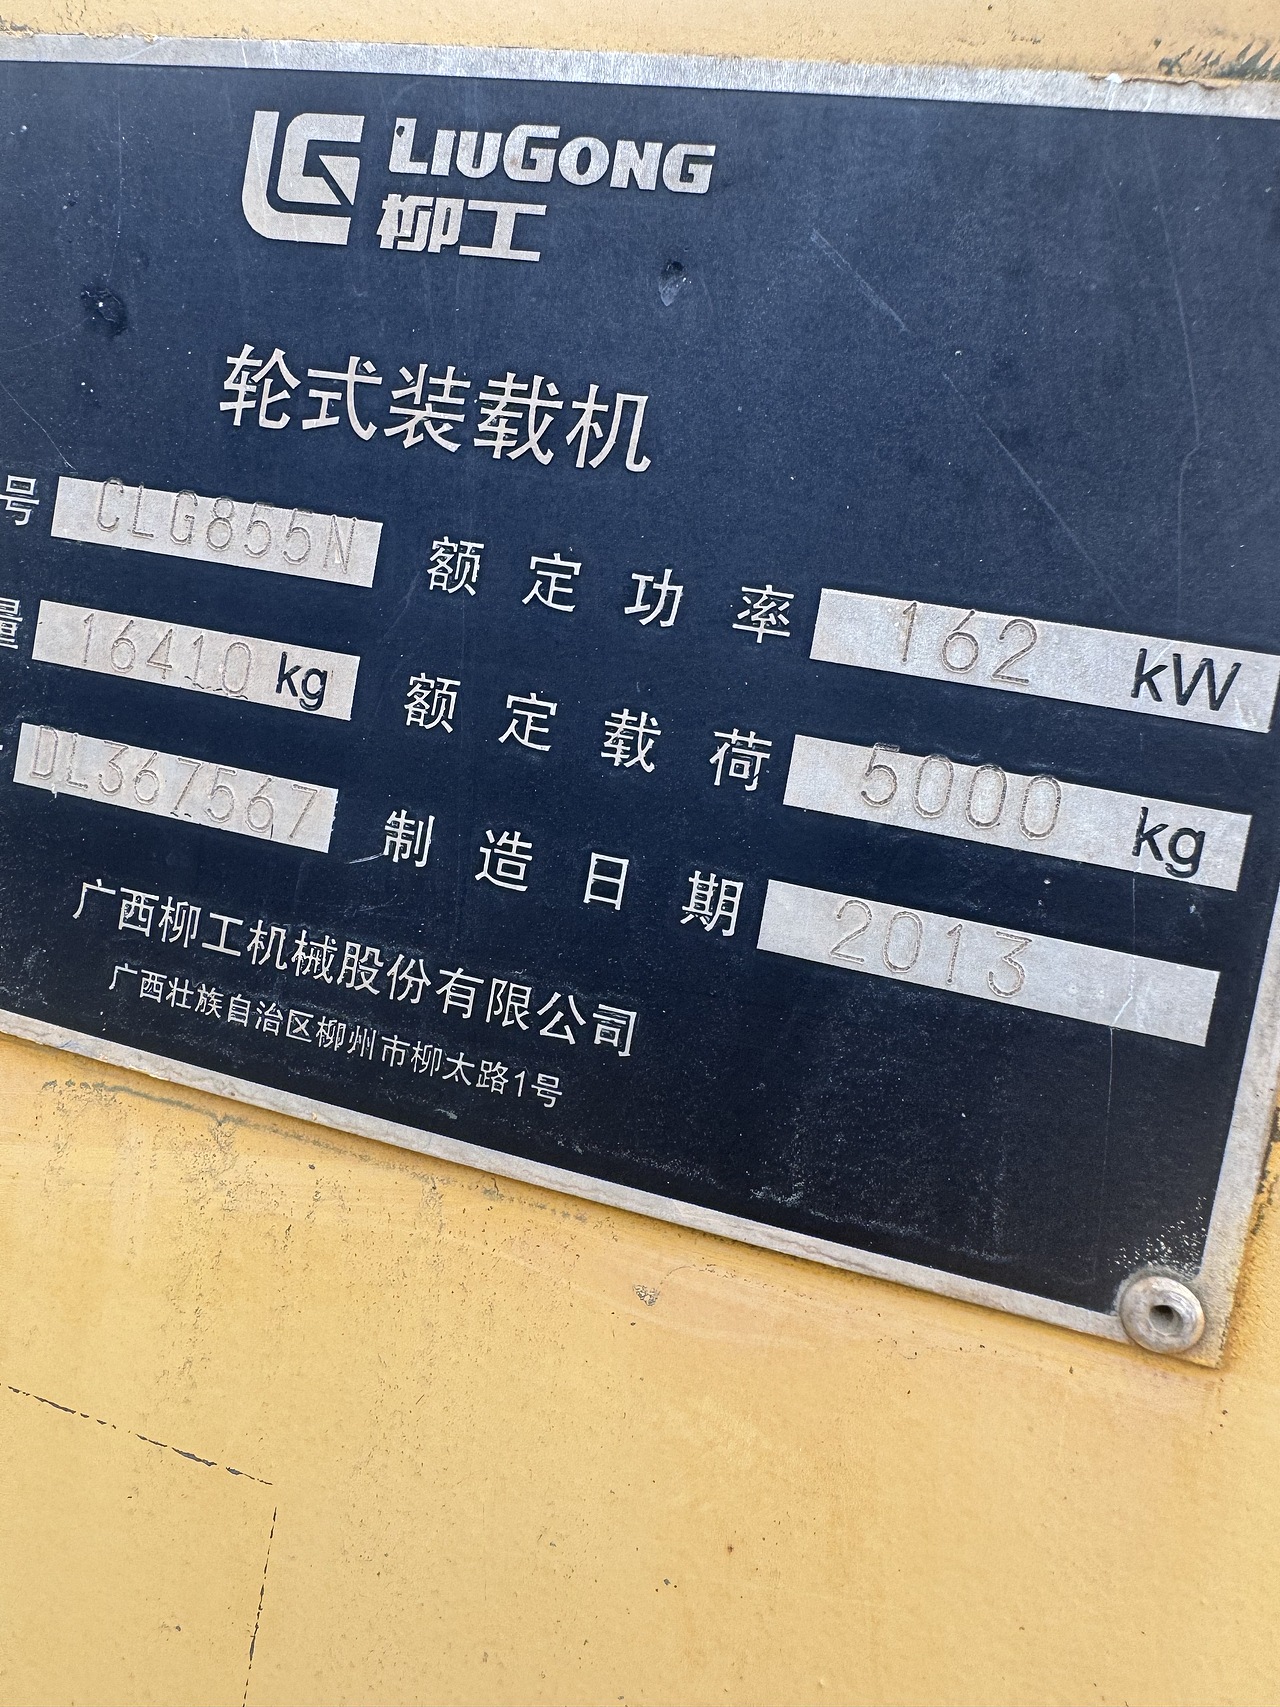 LIUGONG
柳工
轮式装载机
号 CLG855N 额定功率 162 kW
量 16410 kg 额定载荷 5000 kg
DL367567 制造日期 2013
广西柳工机械股份有限公司
广西壮族自治区柳州市柳太路1号